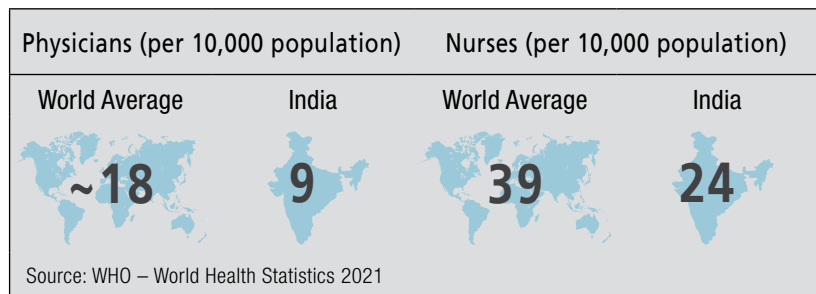 Physicians (per 10,000 population) Nurses (per 10,000 population)
World Average India World Average India
~18 9 39 24
Source: WHO – World Health Statistics 2021